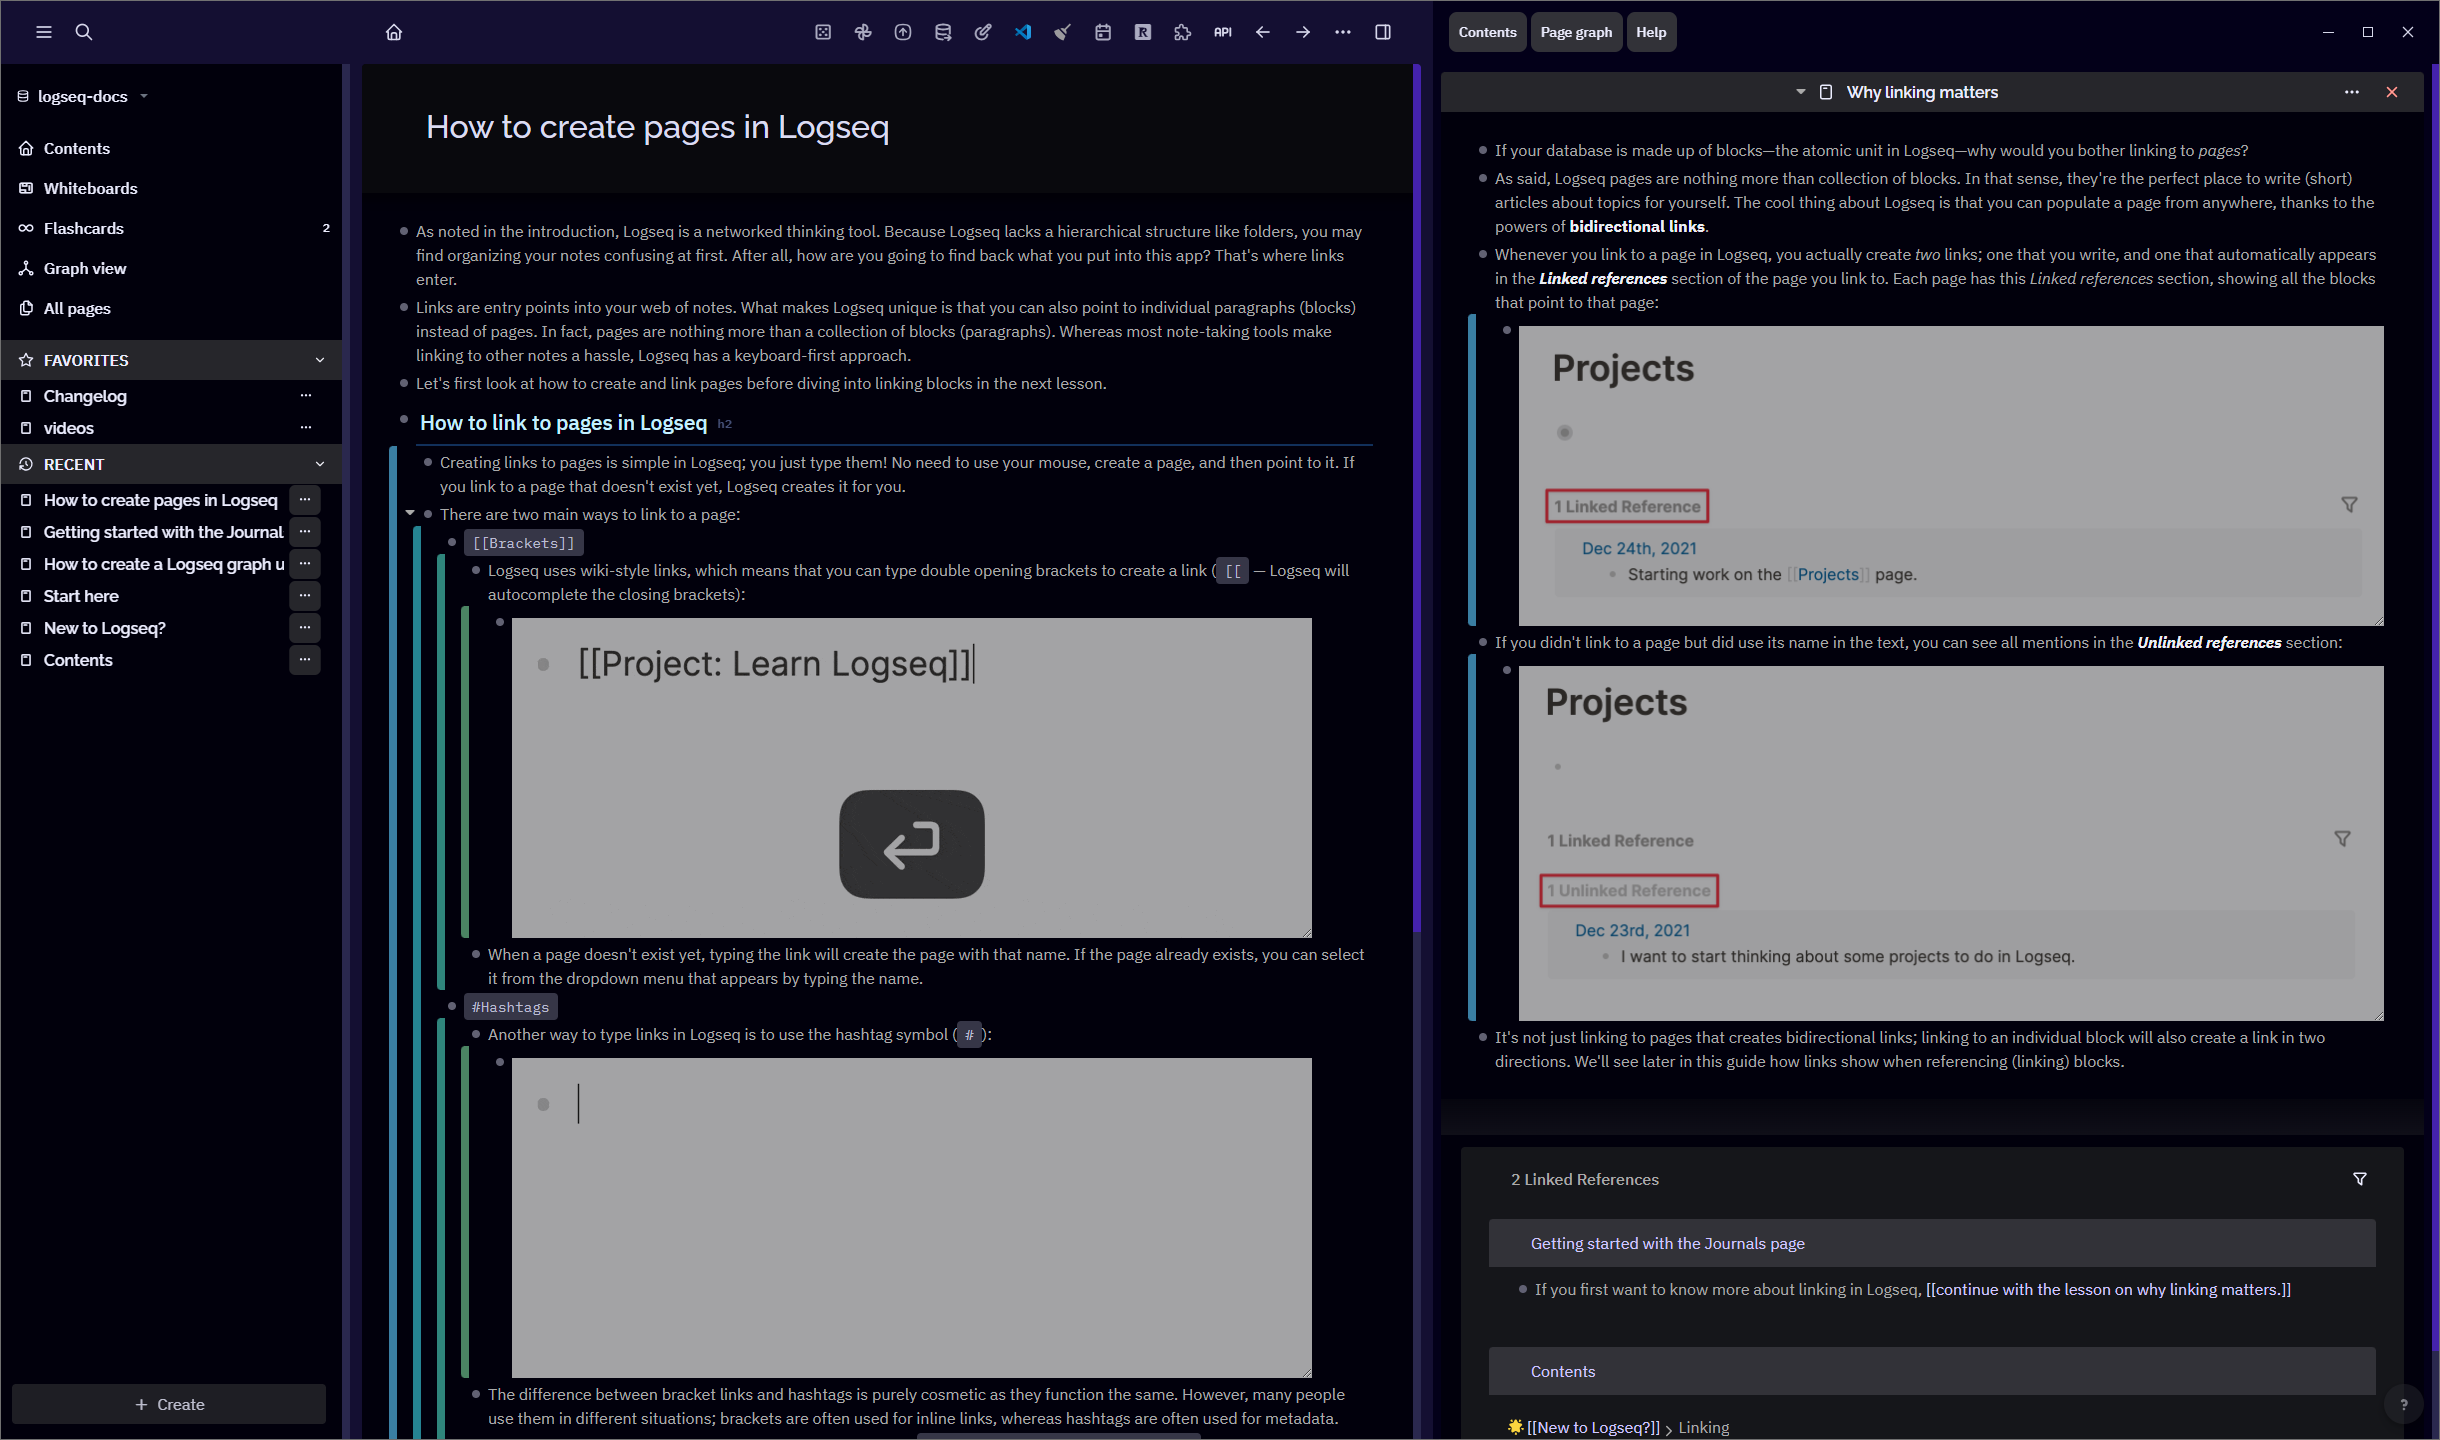 API
Contents
Page graph
Help
logseq-docs
Contents
Whiteboards
Flashcards
2
Graph view
All pages
FAVORITES
Changelog
videos
RECENT
How to create pages in Logseq
Getting started with the Journal
How to create a Logseq graph u
Start here
New to Logseq?
Contents
Create
How to create pages in Logseq
As noted in the introduction, Logseq is a networked thinking tool. Because Logseq lacks a hierarchical structure like folders, you may
find organizing your notes confusing at first. After all, how are you going to find back what you put into this app? That's where links
enter.
Links are entry points into your web of notes. What makes Logseq unique is that you can also point to individual paragraphs (blocks)
instead of pages. In fact, pages are nothing more than a collection of blocks (paragraphs). Whereas most note-taking tools make
linking to other notes a hassle, Logseq has a keyboard-first approach.
Let's first look at how to create and link pages before diving into linking blocks in the next lesson.
How to link to pages in Logseq h2
Creating links to pages is simple in Logseq; you just type them! No need to use your mouse, create a page, and then point to it. If
you link to a page that doesn't exist yet, Logseq creates it for you.
There are two main ways to link to a page:
[[Brackets]]
Logseq uses wiki-style links, which means that you can type double opening brackets to create a link ( [[ — Logseq will
autocomplete the closing brackets):
[[Project: Learn Logseq]]
When a page doesn't exist yet, typing the link will create the page with that name. If the page already exists, you can select
it from the dropdown menu that appears by typing the name.
#Hashtags
Another way to type links in Logseq is to use the hashtag symbol ( # ):
The difference between bracket links and hashtags is purely cosmetic as they function the same. However, many people
use them in different situations; brackets are often used for inline links, whereas hashtags are often used for metadata.
Why linking matters
If your database is made up of blocks—the atomic unit in Logseq—why would you bother linking to pages?
As said, Logseq pages are nothing more than collection of blocks. In that sense, they're the perfect place to write (short)
articles about topics for yourself. The cool thing about Logseq is that you can populate a page from anywhere, thanks to the
powers of bidirectional links.
Whenever you link to a page in Logseq, you actually create two links; one that you write, and one that automatically appears
in the Linked references section of the page you link to. Each page has this Linked references section, showing all the blocks
that point to that page:
Projects
1 Linked Reference
Dec 24th, 2021
Starting work on the [[Projects]] page.
If you didn't link to a page but did use its name in the text, you can see all mentions in the Unlinked references section:
Projects
1 Linked Reference
1 Unlinked Reference
Dec 23rd, 2021
I want to start thinking about some projects to do in Logseq.
It's not just linking to pages that creates bidirectional links; linking to an individual block will also create a link in two
directions. We'll see later in this guide how links show when referencing (linking) blocks.
2 Linked References
Getting started with the Journals page
If you first want to know more about linking in Logseq, [[continue with the lesson on why linking matters.]]
Contents
🌟[[New to Logseq?]] > Linking
?